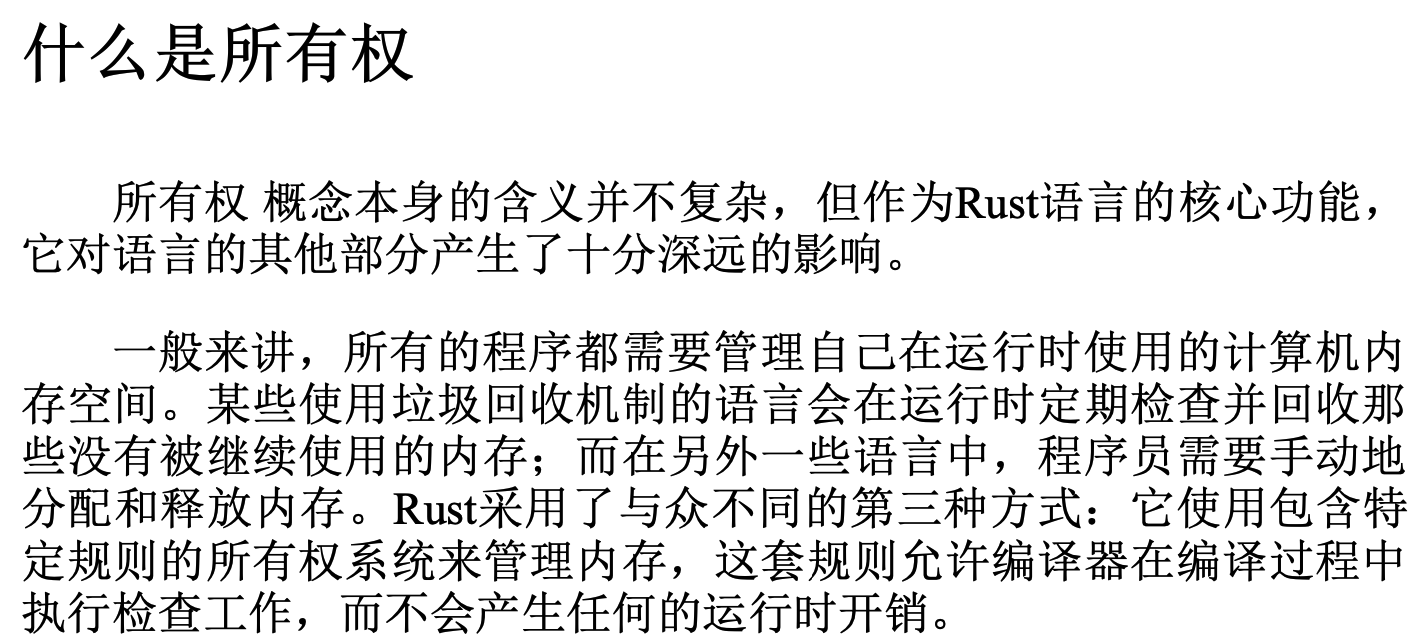 什么是所有权
所有权 概念本身的含义并不复杂，但作为Rust语言的核心功能，
它对语言的其他部分产生了十分深远的影响。
一般来讲，所有的程序都需要管理自己在运行时使用的计算机内
存空间。某些使用垃圾回收机制的语言会在运行时定期检查并回收那
些没有被继续使用的内存；而在另外一些语言中，程序员需要手动地
分配和释放内存。Rust采用了与众不同的第三种方式：它使用包含特
定规则的所有权系统来管理内存，这套规则允许编译器在编译过程中
执行检查工作，而不会产生任何的运行时开销。